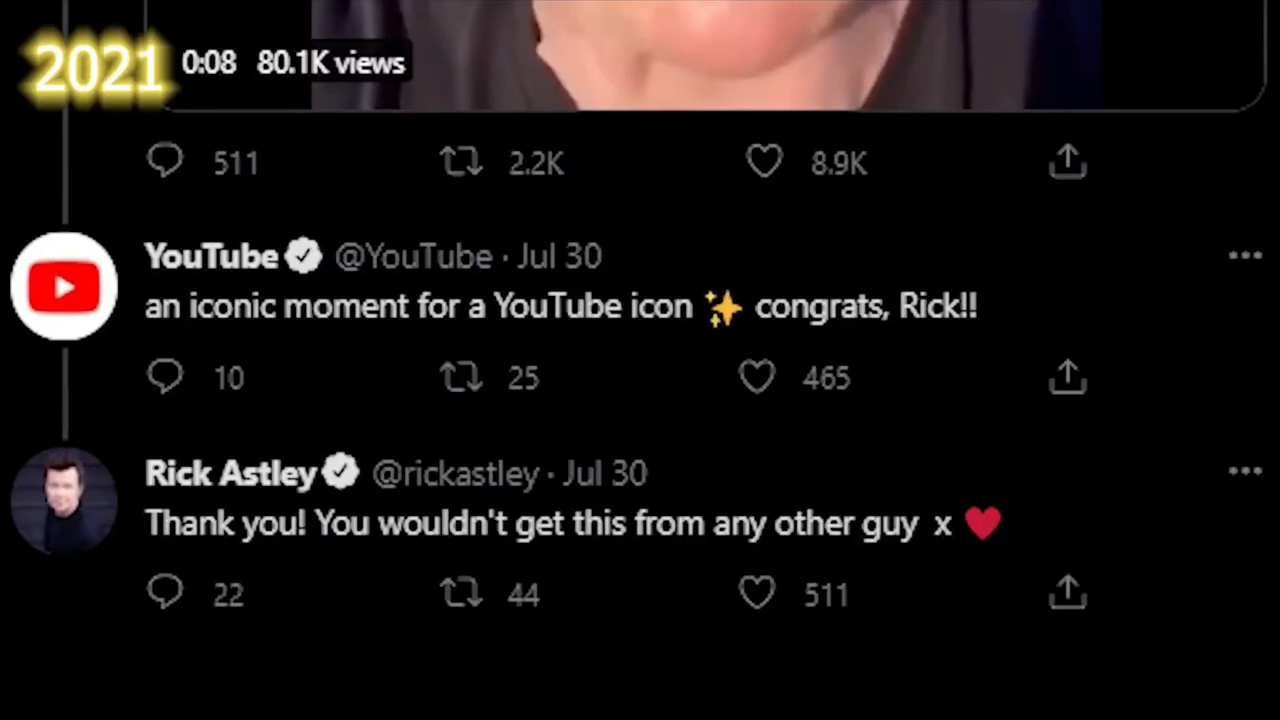 2021 0:08 80.1K views
511 2.2K 8.9K
YouTube @YouTube · Jul 30
an iconic moment for a YouTube icon ✨ congrats, Rick!!
10 25 465
Rick Astley @rickastley · Jul 30
Thank you! You wouldn't get this from any other guy x ♥
22 44 511